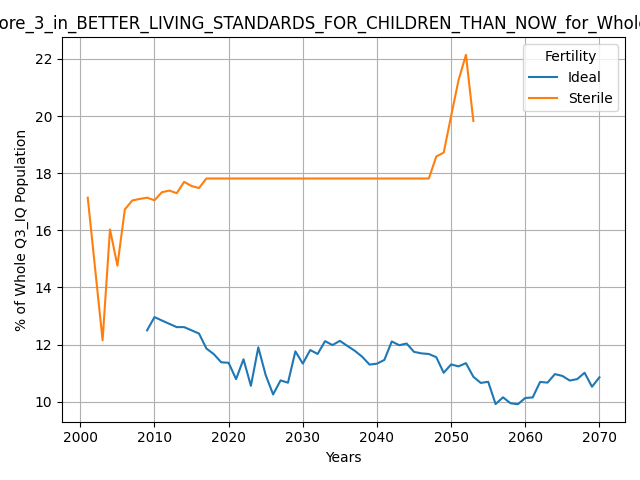 ore_3_in_BETTER_LIVING_STANDARDS_FOR_CHILDREN_THAN_NOW_for_Whole
Fertility
Ideal
Sterile
% of Whole Q3_IQ Population
22
20
18
16
14
12
10
2000 2010 2020 2030 2040 2050 2060 2070
Years